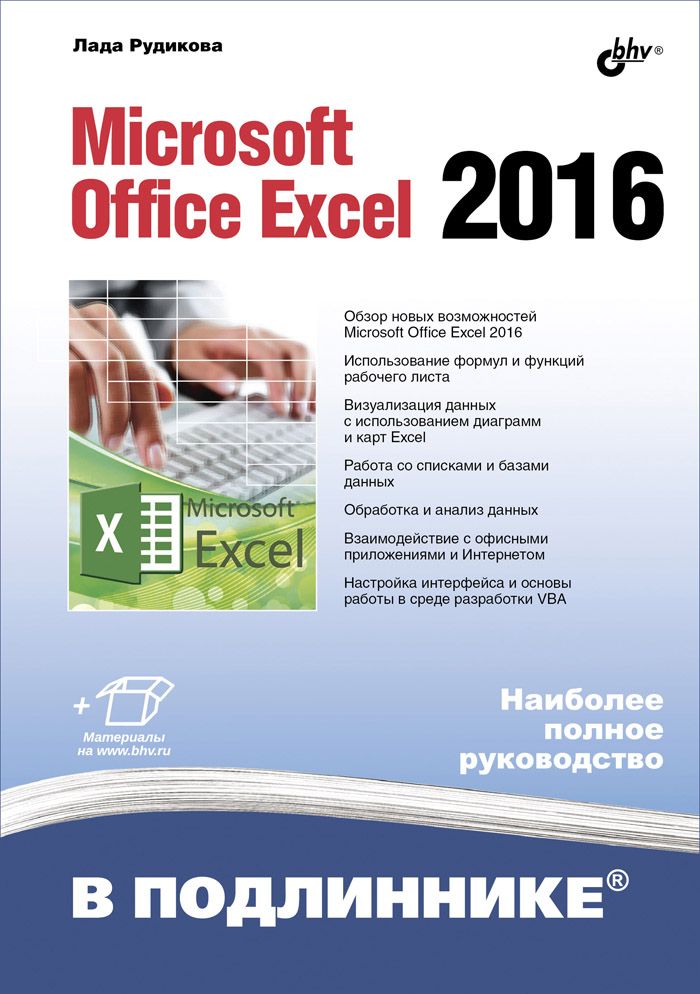 Лада Рудикова
bhv®
Microsoft
Office Excel 2016
Обзор новых возможностей
Microsoft Office Excel 2016
Использование формул и функций
рабочего листа
Визуализация данных
с использованием диаграмм
и карт Excel
Работа со списками и базами
данных
Обработка и анализ данных
Взаимодействие с офисными
приложениями и Интернетом
Настройка интерфейса и основы
работы в среде разработки VBA
X
Microsoft®
Excel
+
Материалы
на www.bhv.ru
Наиболее
полное
руководство
В ПОДЛИННИКЕ®